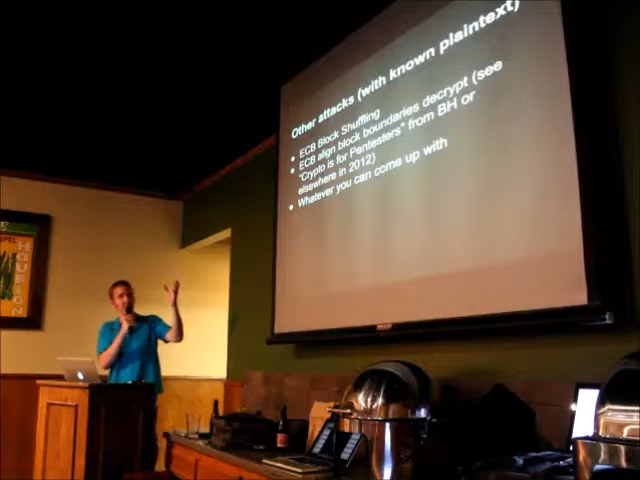 Other attacks (with known plaintext)
• ECB Block Shuffling
• ECB align block boundaries decrypt (see
"Crypto is for Pentesters" from BH or
elsewhere in 2012)
• Whatever you can come up with